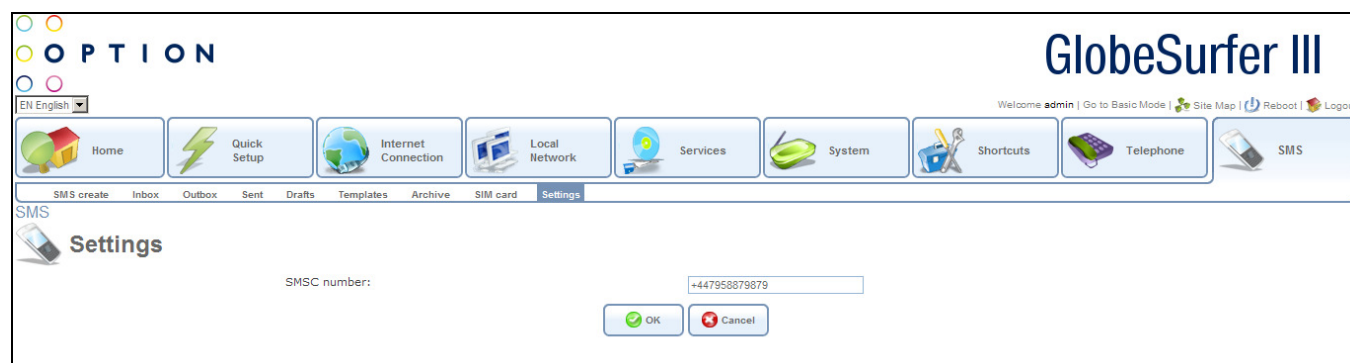 OPTION
GlobeSurfer III
EN English
Welcome admin | Go to Basic Mode | Site Map | Reboot | Logou
Home
Quick Setup
Internet Connection
Local Network
Services
System
Shortcuts
Telephone
SMS
SMS create Inbox Outbox Sent Drafts Templates Archive SIM card Settings
SMS
Settings
SMSC number: +447958879879
OK Cancel